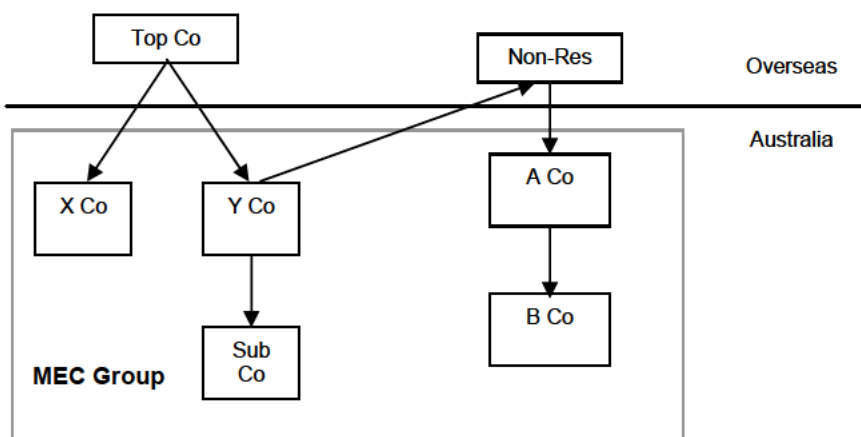 Top Co
Non-Res
Overseas
Australia
X Co
Y Co
A Co
B Co
Sub
Co
MEC Group